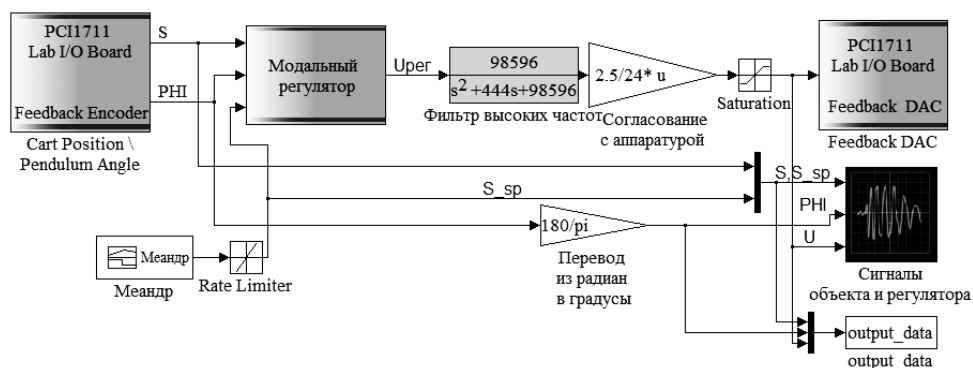 PCI1711
Lab I/O Board
Feedback Encoder
Cart Position \
Pendulum Angle
S
PHI
Модальный
регулятор
Uрег
98596
s² +444s+98596
Фильтр высоких частот
2.5/24* u
Согласование
с аппаратурой
Saturation
PCI1711
Lab I/O Board
Feedback DAC
Feedback DAC
S_sp
S,S_sp
PHI
U
180/pi
Перевод
из радиан
в градусы
Меандр
Меандр
Rate Limiter
Сигналы
объекта и регулятора
output_data
output_data